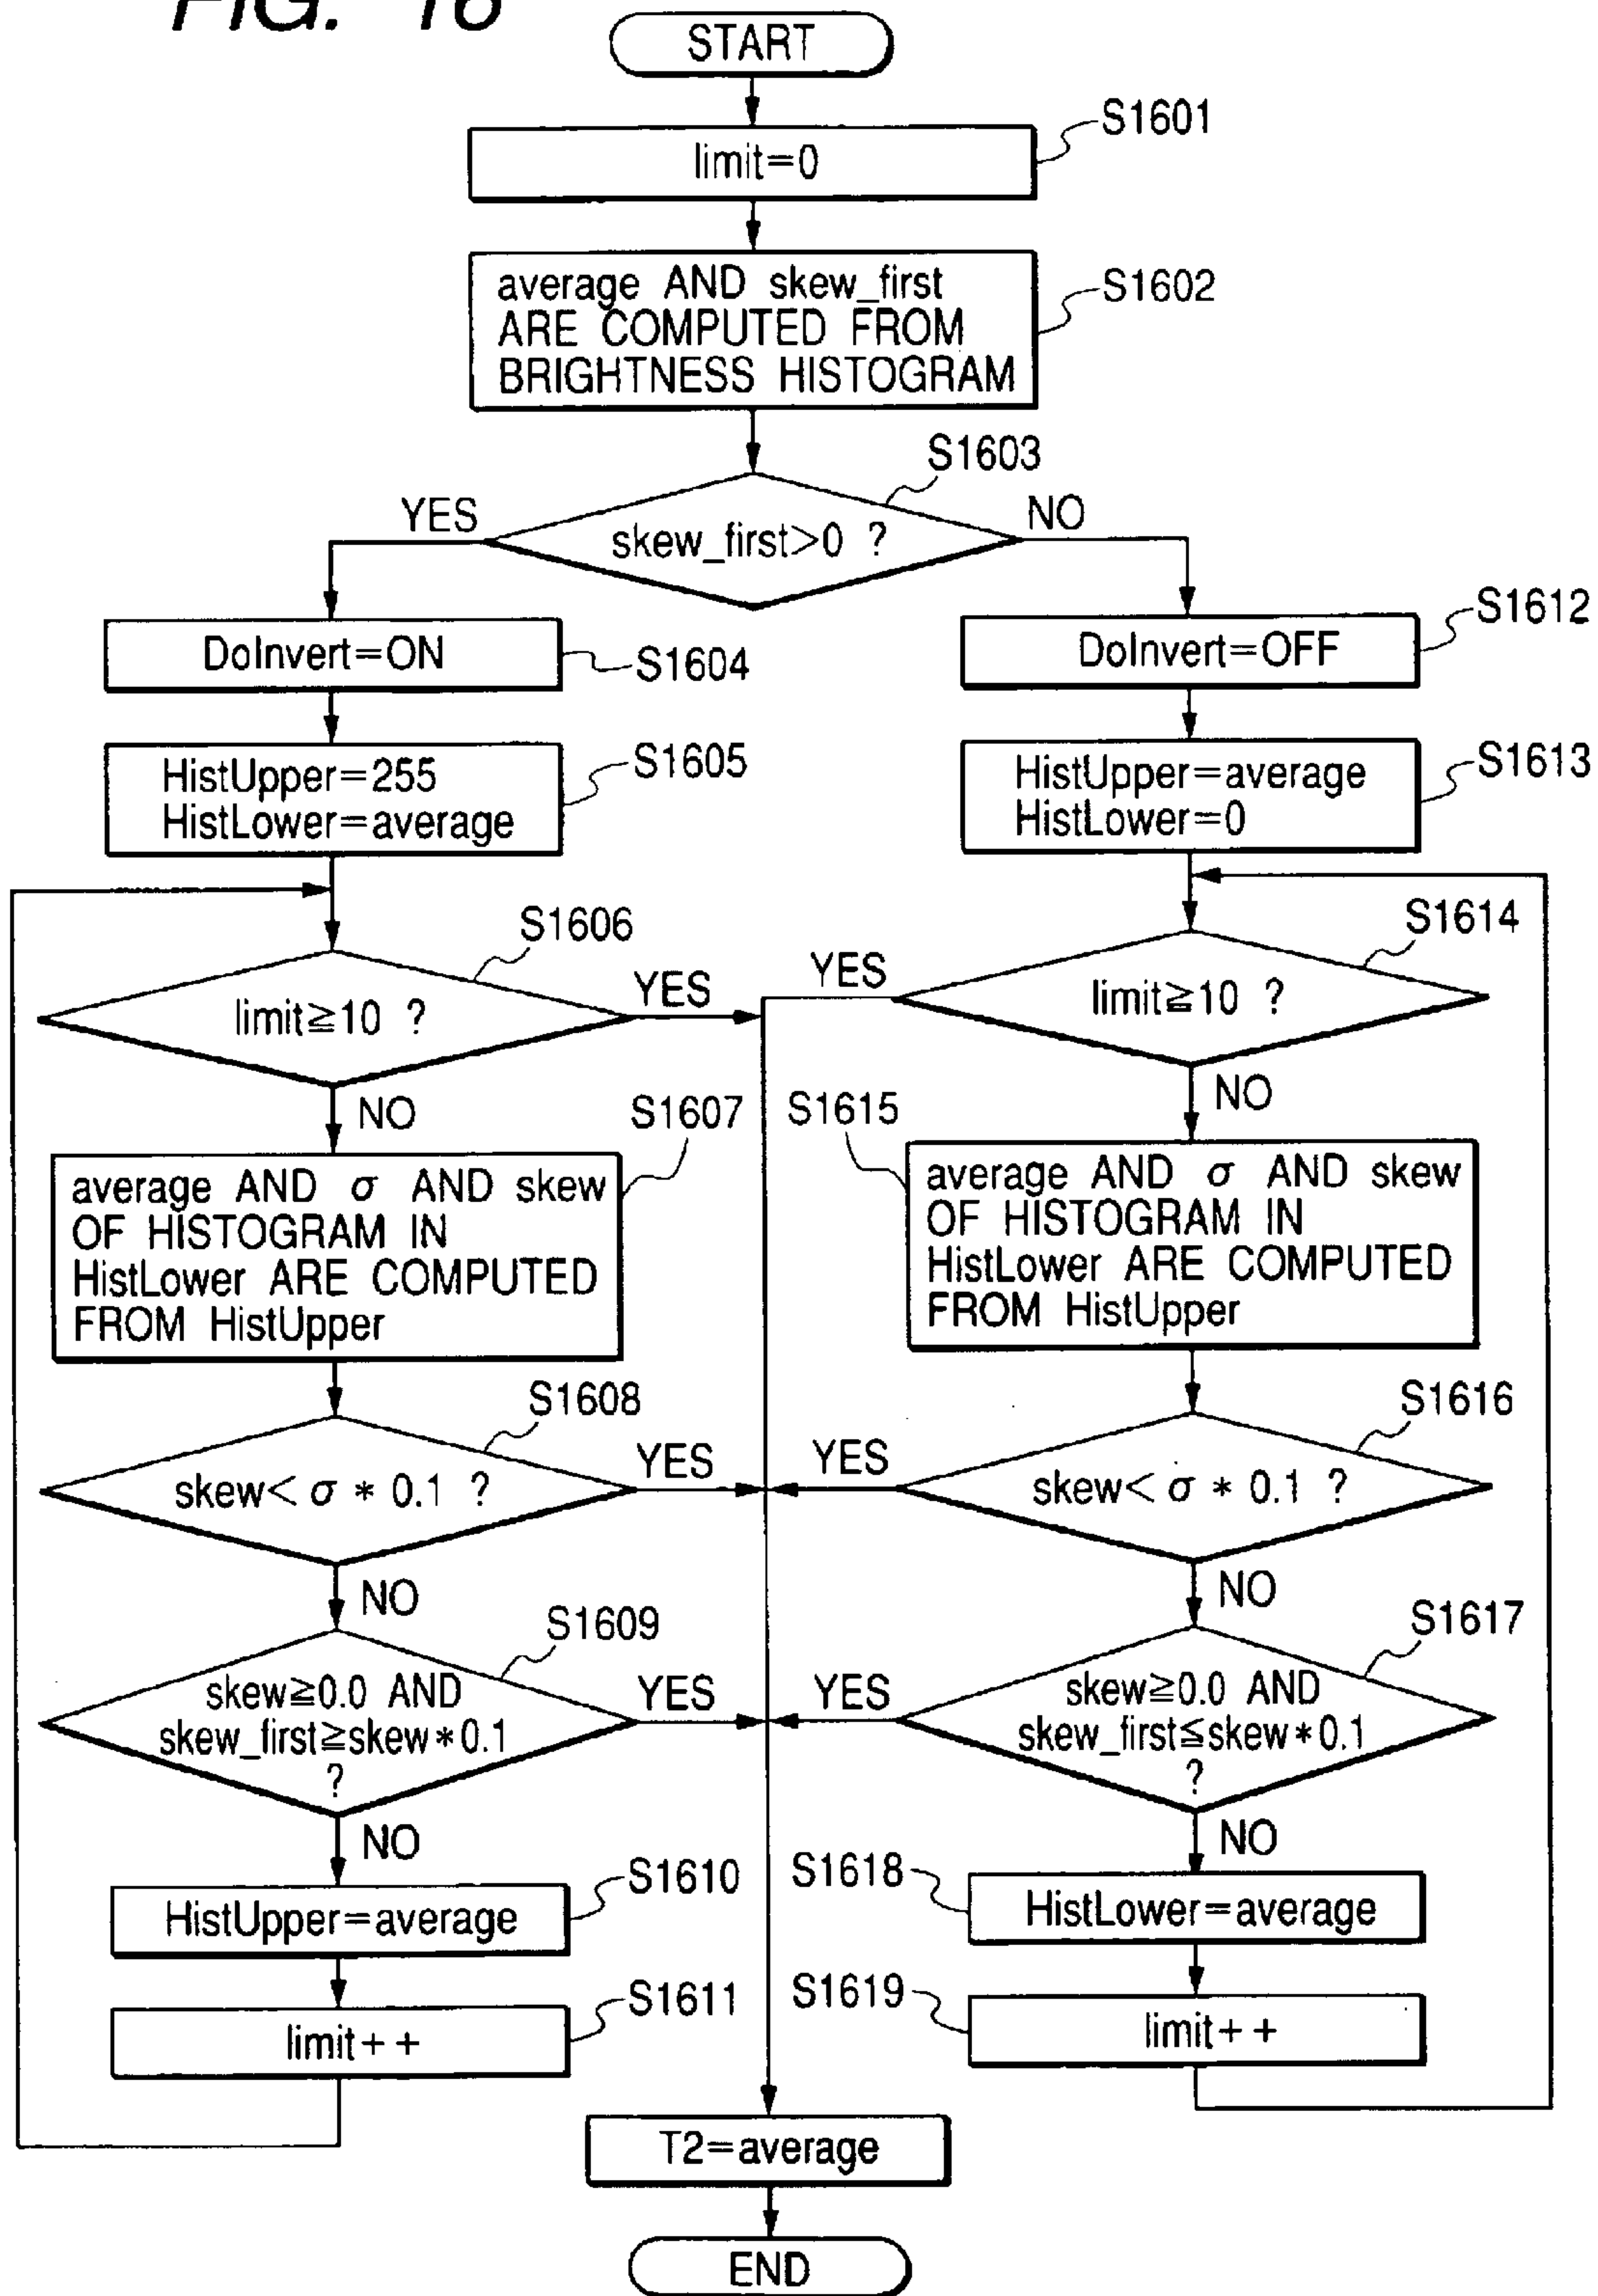 FIG. 16
START
S1601
limit=0
S1602
average AND skew_first
ARE COMPUTED FROM
BRIGHTNESS HISTOGRAM
S1603
YES
NO
skew_first>0 ?
S1604
DoInvert=ON
S1612
DoInvert=OFF
S1605
HistUpper=255
HistLower=average
S1613
HistUpper=average
HistLower=0
S1606
limit≧10 ?
YES
NO
S1614
YES
limit≧10 ?
NO
S1607
average AND σ AND skew
OF HISTOGRAM IN
HistLower ARE COMPUTED
FROM HistUpper
S1615
average AND σ AND skew
OF HISTOGRAM IN
HistLower ARE COMPUTED
FROM HistUpper
S1608
skew< σ * 0.1 ?
YES
NO
S1616
YES
skew< σ * 0.1 ?
NO
S1609
skew≧0.0 AND
skew_first≧skew*0.1
?
YES
NO
S1617
YES
skew≧0.0 AND
skew_first≦skew*0.1
?
NO
S1610
HistUpper=average
S1618
HistLower=average
S1611
limit++
S1619
limit++
T2=average
END